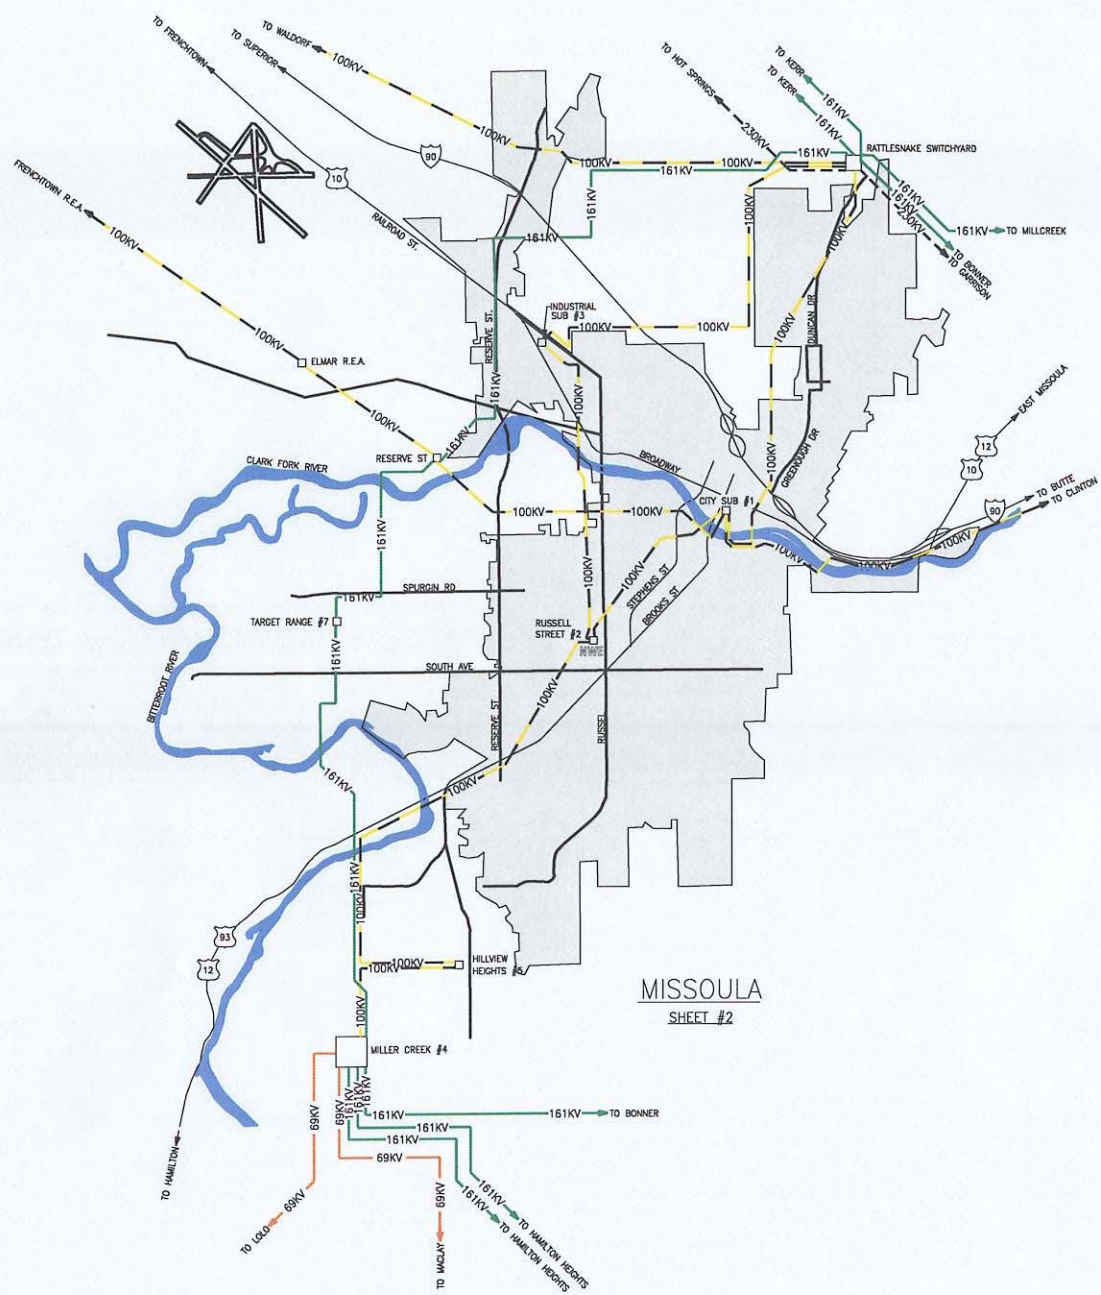 TO FRENCHTOWN
TO SUPERIOR
TO WALDORF
100KV
TO HOT SPRINGS
TO KERR
TO KERR
161KV
161KV
230KV
161KV
RATTLESNAKE SWITCHYARD
90
100KV
100KV
100KV
161KV
10
RAILROAD ST.
FRENCHTOWN R.E.A.
100KV
161KV
161KV
100KV
161KV
161KV
230KV
161KV
TO MILLCREEK
TO BONNER
TO GARRISON
100KV
INDUSTRIAL
SUB #3
RESERVE ST.
100KV
100KV
100KV
DUNCAN DR
100KV
ELMAR R.E.A.
161KV
100KV
100KV
161KV
RESERVE ST
CLARK FORK RIVER
BROADWAY
100KV
GREENOUGH DR
TO EAST MISSOULA
12
10
90
TO BUTTE
TO CLINTON
CITY SUB #1
100KV
100KV
161KV
100KV
100KV
100KV
100KV
100KV
SPURGIN RD
161KV
STEPHENS ST
BROOKS ST
TARGET RANGE #7
RUSSELL
STREET #2
NWE
161KV
SOUTH AVE
BITTERROOT RIVER
100KV
RESERVE ST
RUSSEL
161KV
100KV
161KV
100KV
93
12
100KV
100KV
HILLVIEW
HEIGHTS #5
100KV
MISSOULA
SHEET #2
MILLER CREEK #4
69KV
69KV
161KV
161KV
161KV
161KV
161KV
TO BONNER
161KV
161KV
69KV
TO HAMILTON
69KV
69KV
161KV
161KV
TO LOLO
TO MACLAY
TO HAMILTON HEIGHTS
TO HAMILTON HEIGHTS